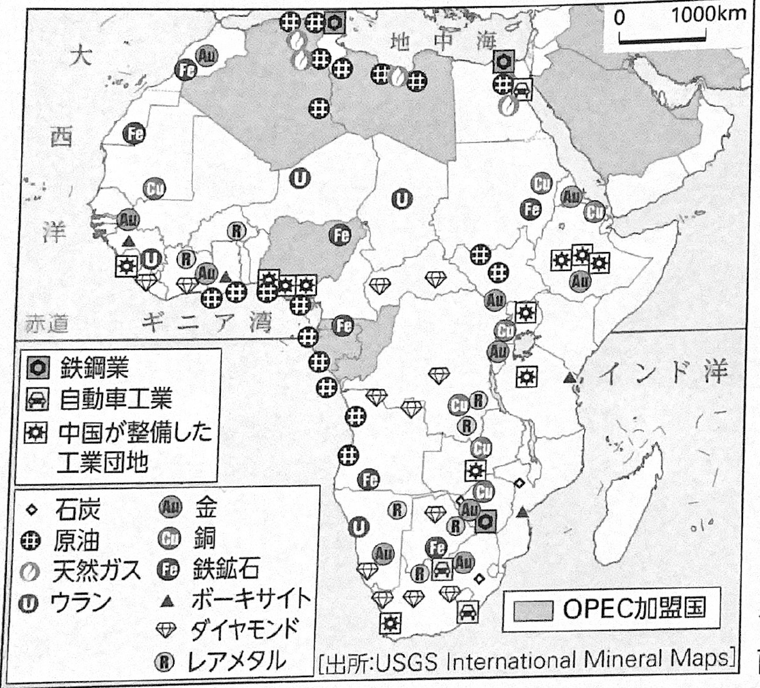 0 1000km
地中海
大西洋
赤道 ギニア湾
インド洋
鉄鋼業
自動車工業
中国が整備した
工業団地
石炭
原油
天然ガス
U ウラン
Au 金
Cu 銅
Fe 鉄鉱石
ボーキサイト
ダイヤモンド
R レアメタル
OPEC加盟国
[出所:USGS International Mineral Maps]